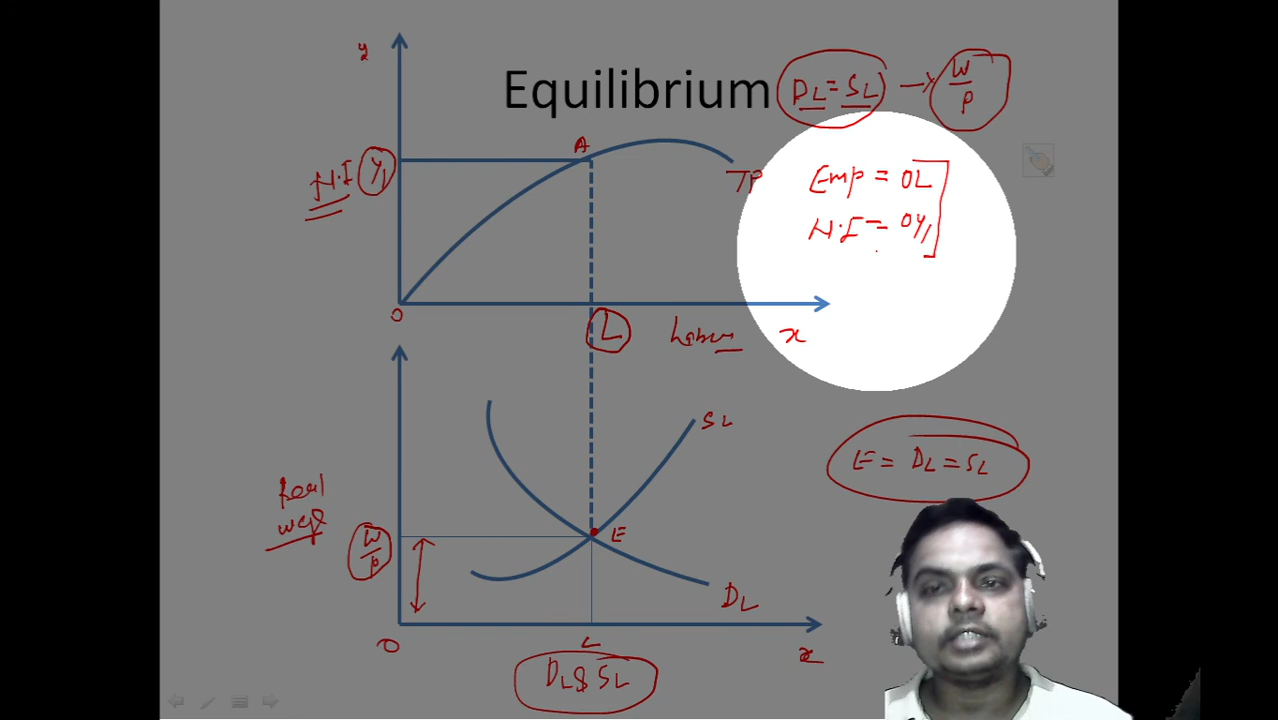 y
Equilibrium DL = SL → W/P
A
N.I Y1
TP
Emp = OL
N.I = OY1
O
L
Labour
x
SL
E = DL = SL
Real
wage
W/P
E
DL
O
L
x
DL & SL